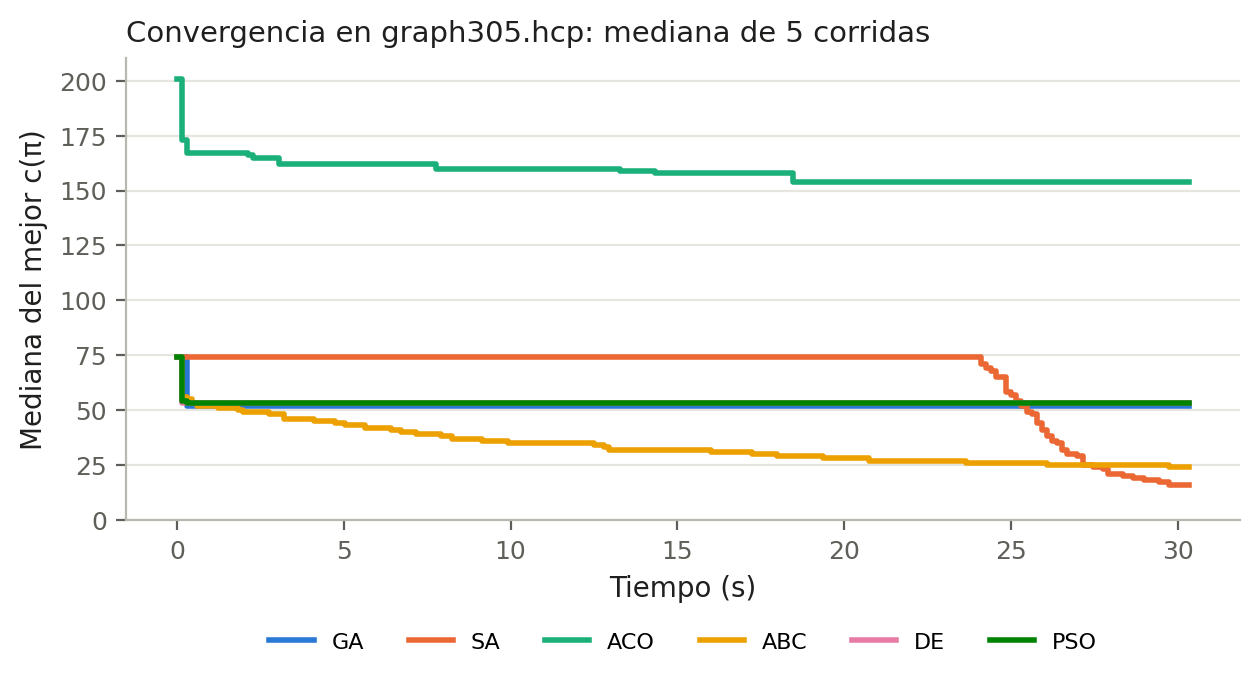 Convergencia en graph305.hcp: mediana de 5 corridas
Mediana del mejor c(π)
200
175
150
125
100
75
50
25
0
0 5 10 15 20 25 30
Tiempo (s)
GA SA ACO ABC DE PSO